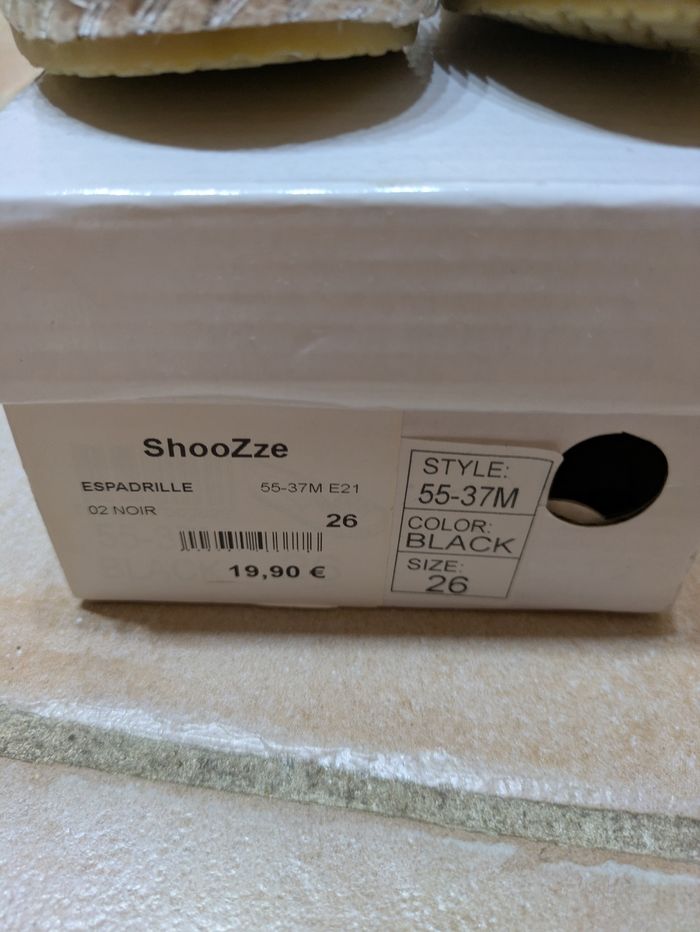 ShooZze
ESPADRILLE 55-37M E21
02 NOIR
26
19,90 €
STYLE:
55-37M
COLOR:
BLACK
SIZE:
26